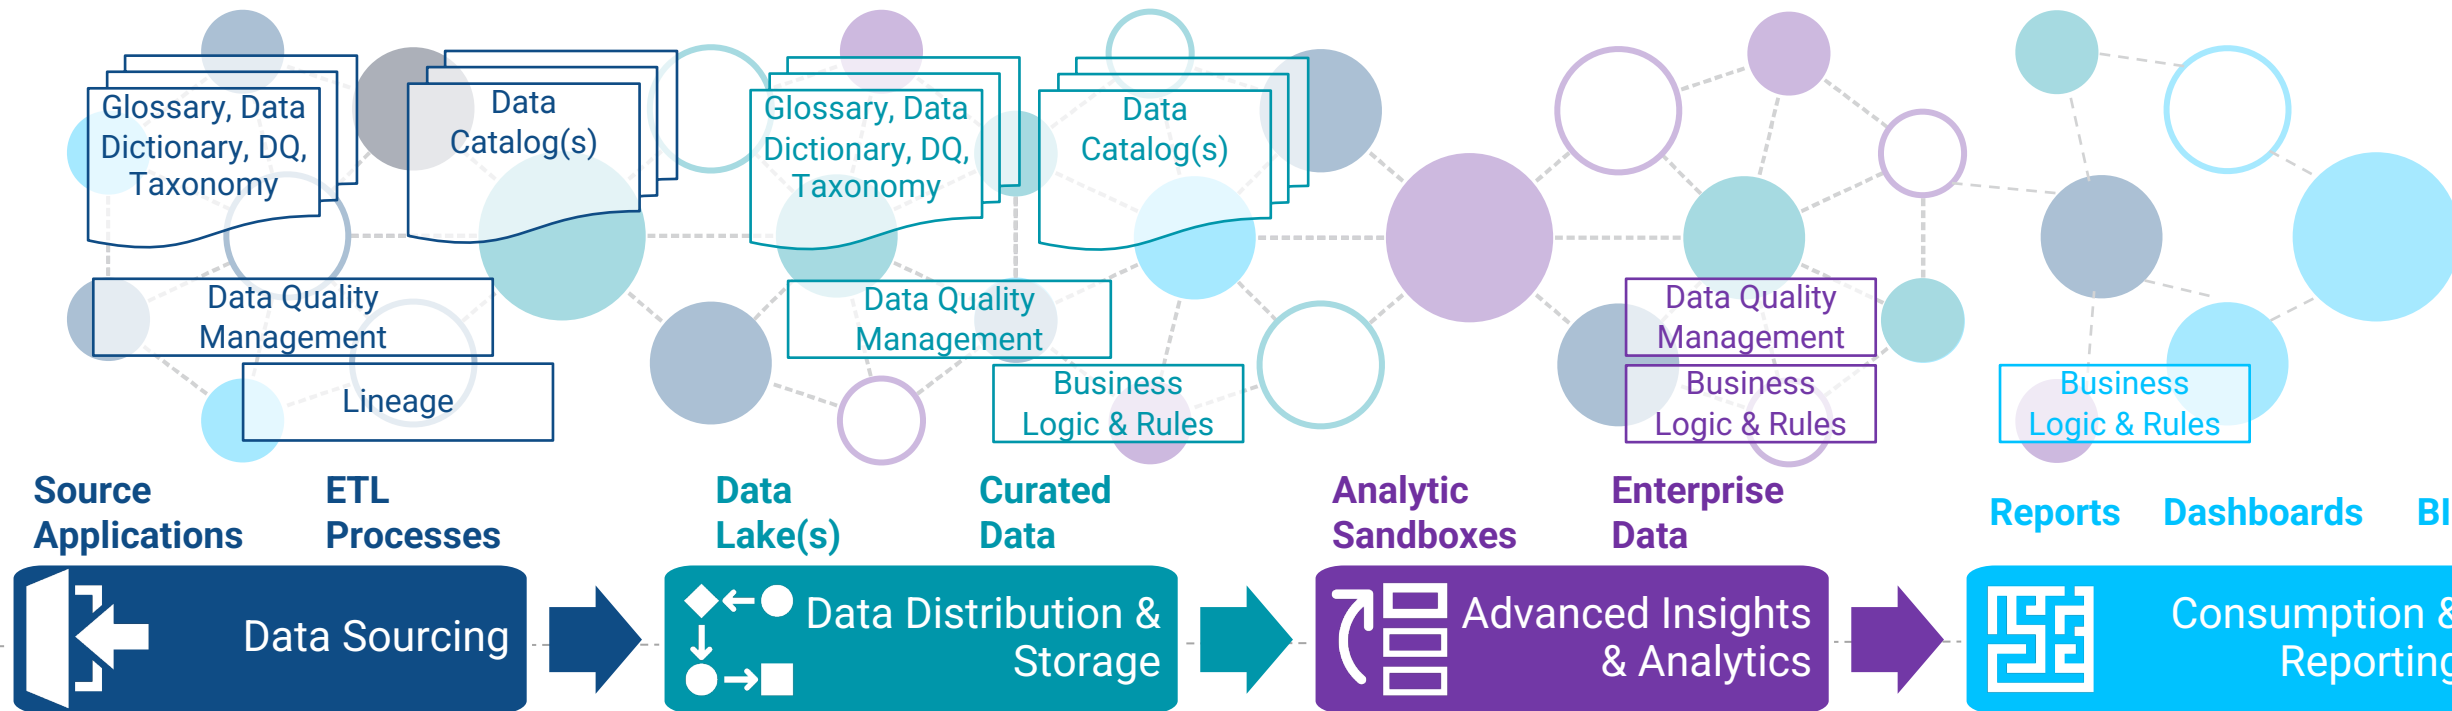 Glossary, Data
Dictionary, DQ,
Taxonomy
Data
Catalog(s)
Glossary, Data
Dictionary, DQ,
Taxonomy
Data
Catalog(s)
Data Quality
Management
Lineage
Data Quality
Management
Business
Logic & Rules
Data Quality
Management
Business
Logic & Rules
Business
Logic & Rules
Source
Applications
ETL
Processes
Data
Lake(s)
Curated
Data
Analytic
Sandboxes
Enterprise
Data
Reports
Dashboards
BI
Data Sourcing
Data Distribution &
Storage
Advanced Insights
& Analytics
Consumption &
Reporting